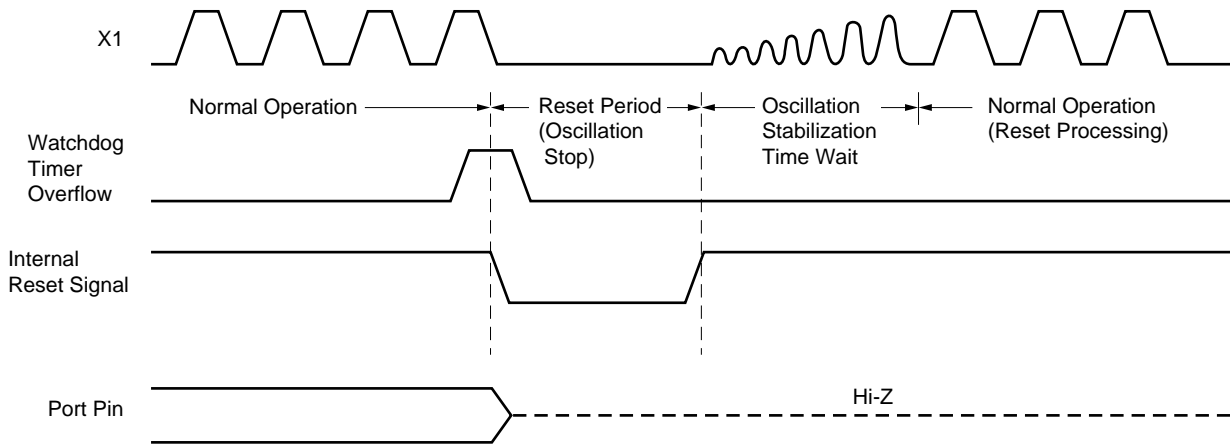 X1
Normal Operation
Reset Period
(Oscillation
Stop)
Oscillation
Stabilization
Time Wait
Normal Operation
(Reset Processing)
Watchdog
Timer
Overflow
Internal
Reset Signal
Port Pin
Hi-Z